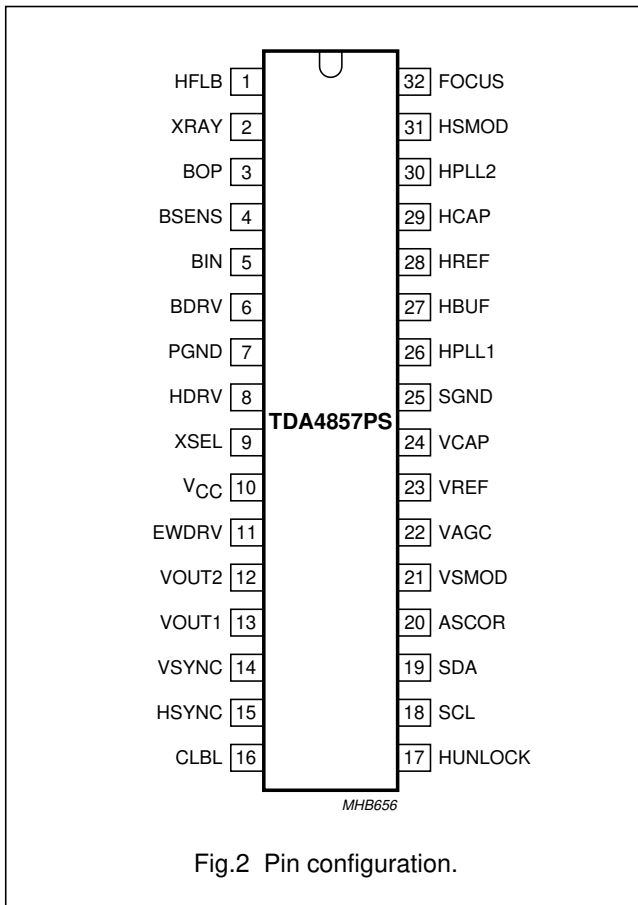 HFLB 1 32 FOCUS
XRAY 2 31 HSMOD
BOP 3 30 HPLL2
BSENS 4 29 HCAP
BIN 5 28 HREF
BDRV 6 27 HBUF
PGND 7 26 HPLL1
HDRV 8 25 SGND
TDA4857PS
XSEL 9 24 VCAP
VCC 10 23 VREF
EWDRV 11 22 VAGC
VOUT2 12 21 VSMOD
VOUT1 13 20 ASCOR
VSYNC 14 19 SDA
HSYNC 15 18 SCL
CLBL 16 17 HUNLOCK
MHB656
Fig.2 Pin configuration.